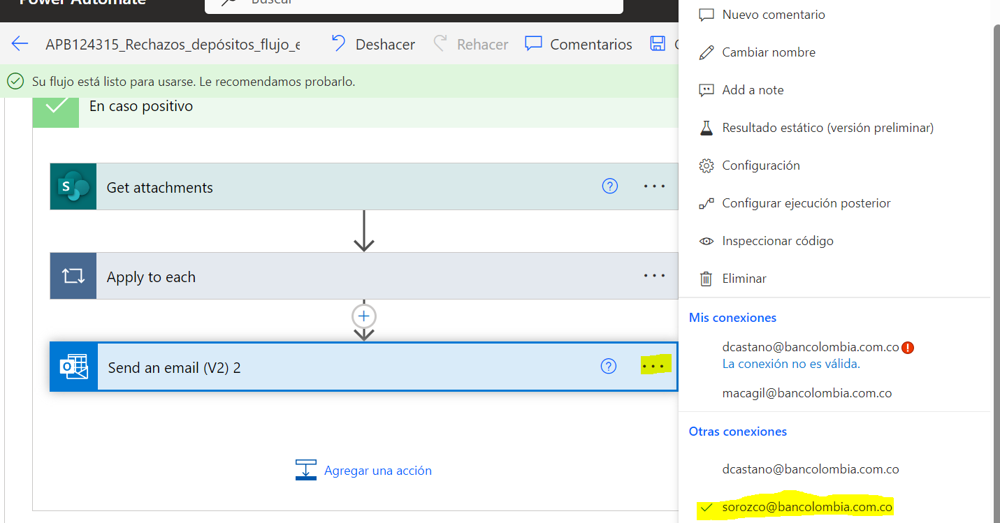 Power Automate
Buscar
APB124315_Rechazos_depósitos_flujo_e
Deshacer
Rehacer
Comentarios
Su flujo está listo para usarse. Le recomendamos probarlo.
En caso positivo
S
Get attachments
?
...
Apply to each
...
+
Send an email (V2) 2
?
...
Agregar una acción
Nuevo comentario
Cambiar nombre
Add a note
Resultado estático (versión preliminar)
Configuración
Configurar ejecución posterior
Inspeccionar código
Eliminar
Mis conexiones
dcastano@bancolombia.com.co
La conexión no es válida.
macagil@bancolombia.com.co
Otras conexiones
dcastano@bancolombia.com.co
sorozco@bancolombia.com.co